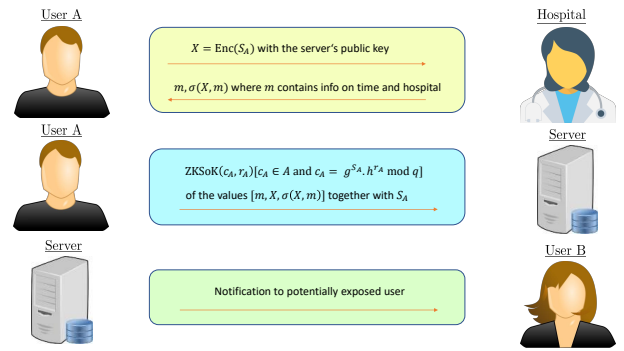 User A
Hospital
X = Enc(S_A) with the server's public key
m, σ(X, m) where m contains info on time and hospital
User A
Server
ZKSoK(c_A, r_A)[c_A ∈ A and c_A = g^{S_A}.h^{r_A} mod q]
of the values [m, X, σ(X, m)] together with S_A
Server
User B
Notification to potentially exposed user